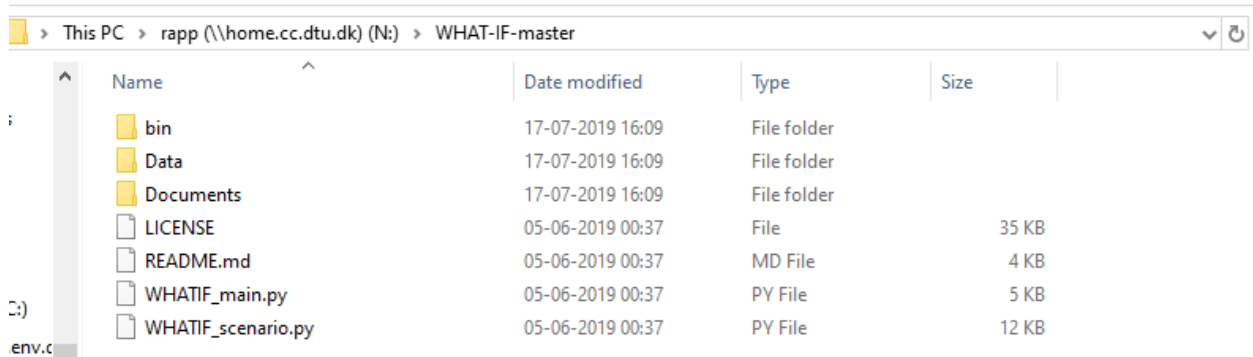 This PC > rapp (\\home.cc.dtu.dk) (N:) > WHAT-IF-master
Name Date modified Type Size
bin 17-07-2019 16:09 File folder
Data 17-07-2019 16:09 File folder
Documents 17-07-2019 16:09 File folder
LICENSE 05-06-2019 00:37 File 35 KB
README.md 05-06-2019 00:37 MD File 4 KB
WHATIF_main.py 05-06-2019 00:37 PY File 5 KB
C:)
WHATIF_scenario.py 05-06-2019 00:37 PY File 12 KB